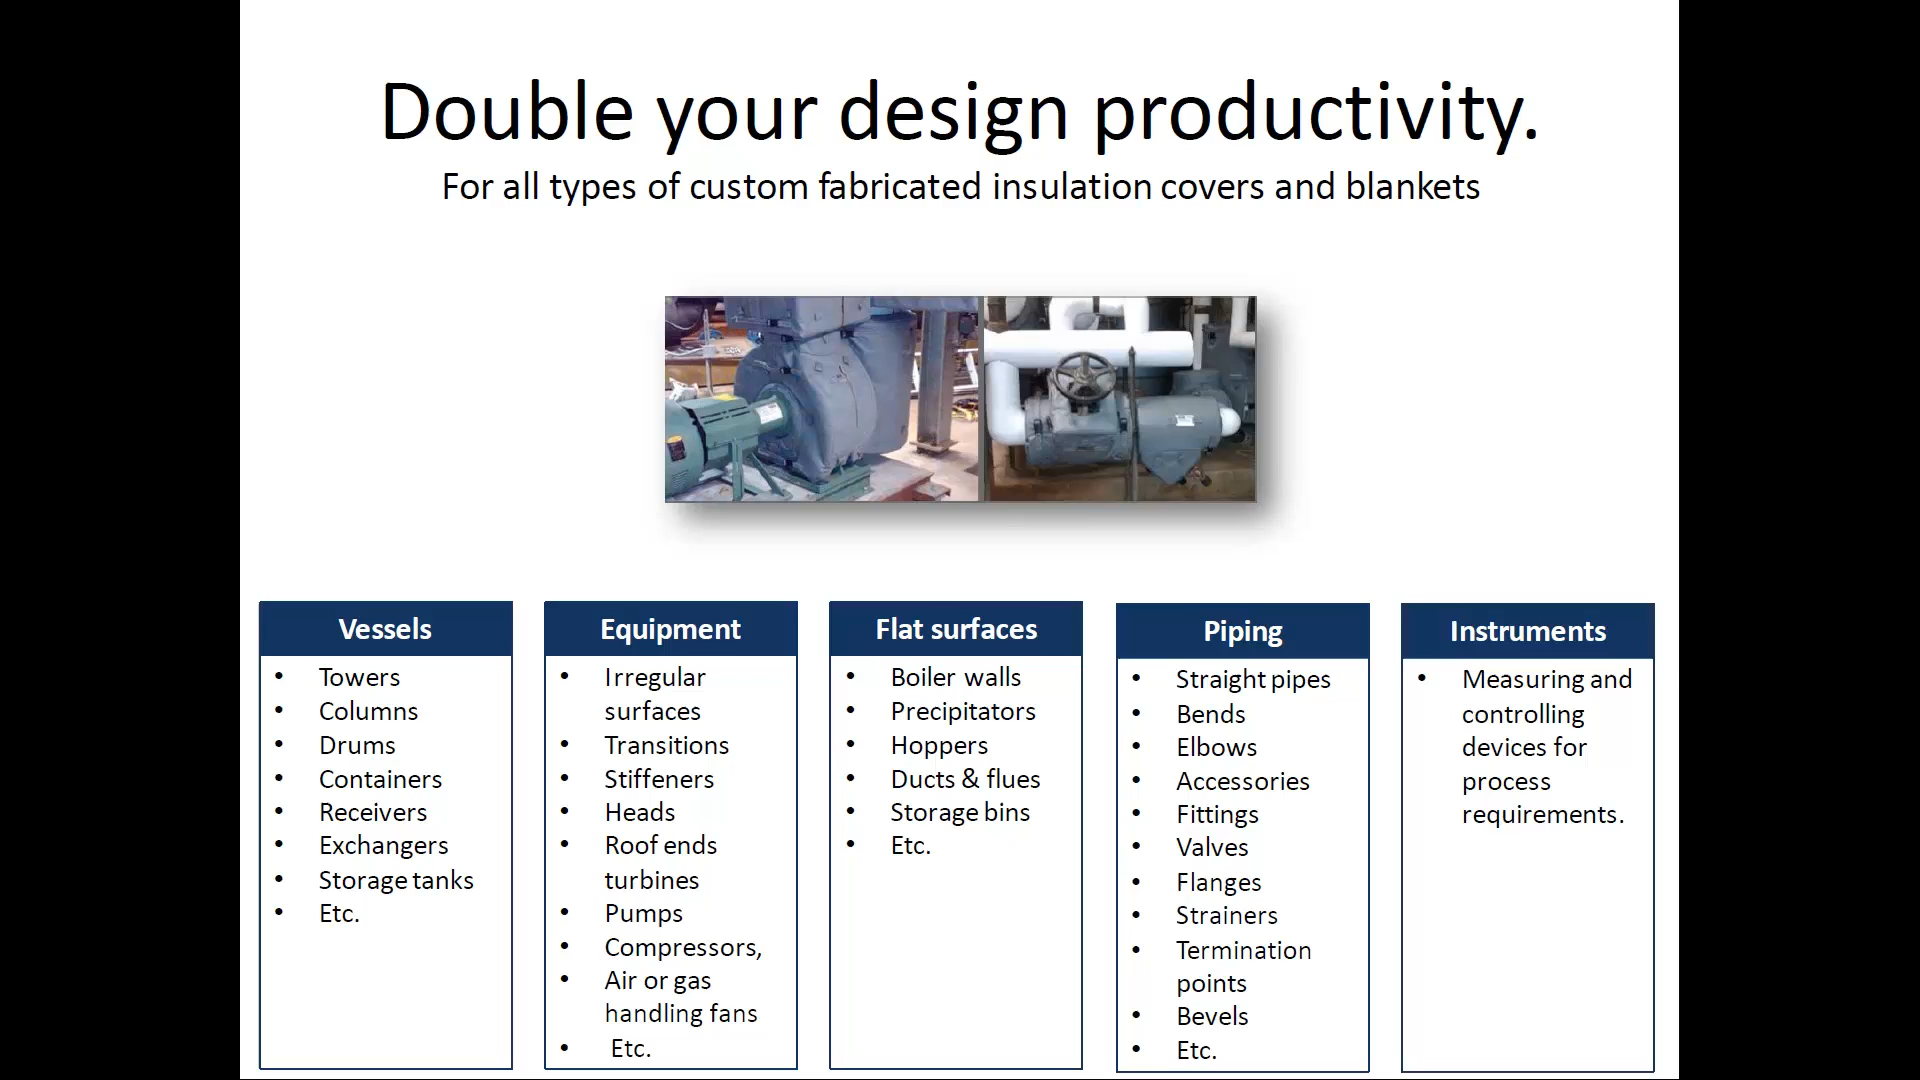 Double your design productivity.
For all types of custom fabricated insulation covers and blankets
Vessels
• Towers
• Columns
• Drums
• Containers
• Receivers
• Exchangers
• Storage tanks
• Etc.
Equipment
• Irregular
surfaces
• Transitions
• Stiffeners
• Heads
• Roof ends
turbines
• Pumps
• Compressors,
• Air or gas
handling fans
• Etc.
Flat surfaces
• Boiler walls
• Precipitators
• Hoppers
• Ducts & flues
• Storage bins
• Etc.
Piping
• Straight pipes
• Bends
• Elbows
• Accessories
• Fittings
• Valves
• Flanges
• Strainers
• Termination
points
• Bevels
• Etc.
Instruments
• Measuring and
controlling
devices for
process
requirements.